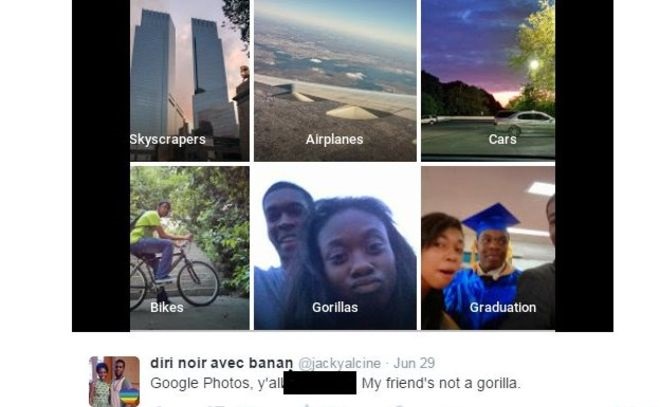 Skyscrapers
Airplanes
Cars
Bikes
Gorillas
Graduation
diri noir avec banan @jackyalcine · Jun 29
Google Photos, y'all My friend's not a gorilla.